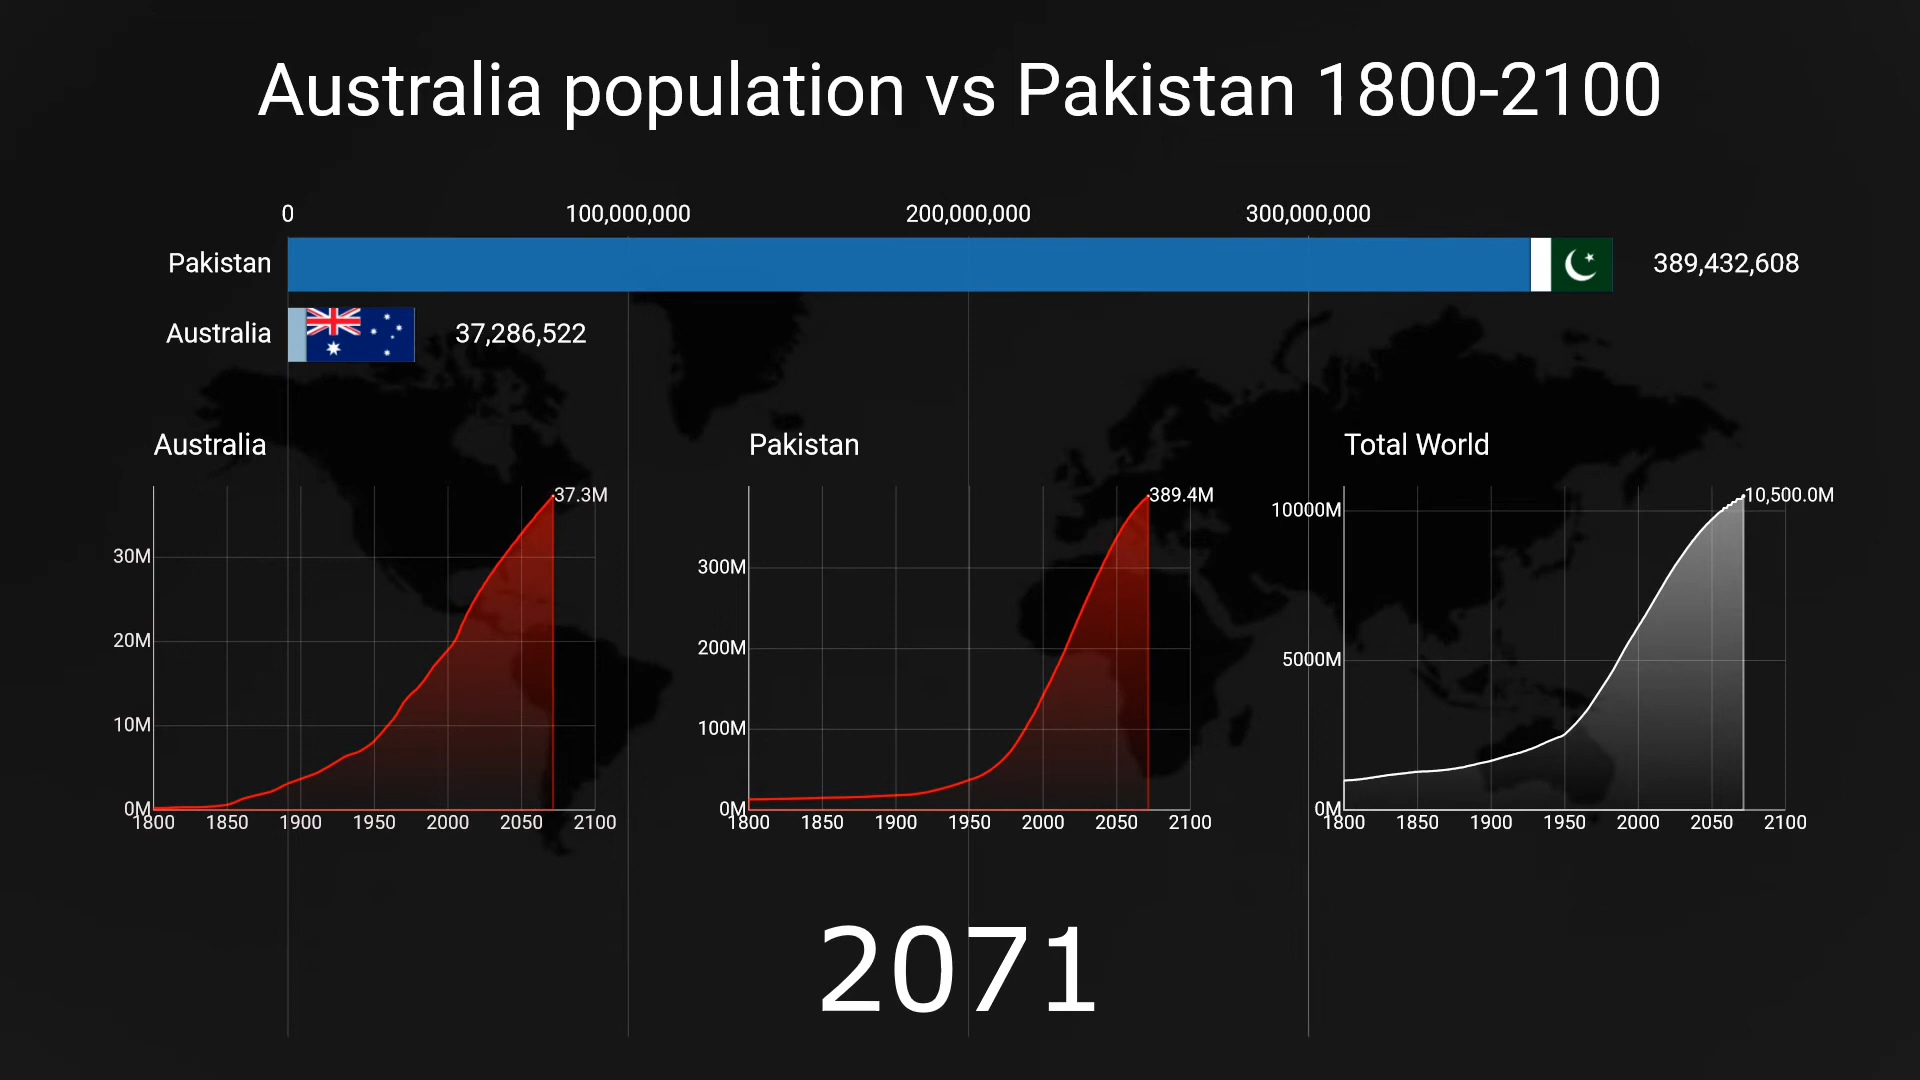 Australia population vs Pakistan 1800-2100
0 100,000,000 200,000,000 300,000,000
Pakistan 389,432,608
Australia 37,286,522
Australia
37.3M
30M
20M
10M
0M
1800 1850 1900 1950 2000 2050 2100
Pakistan
389.4M
300M
200M
100M
0M
1800 1850 1900 1950 2000 2050 2100
Total World
10,500.0M
10000M
5000M
0M
1800 1850 1900 1950 2000 2050 2100
2071